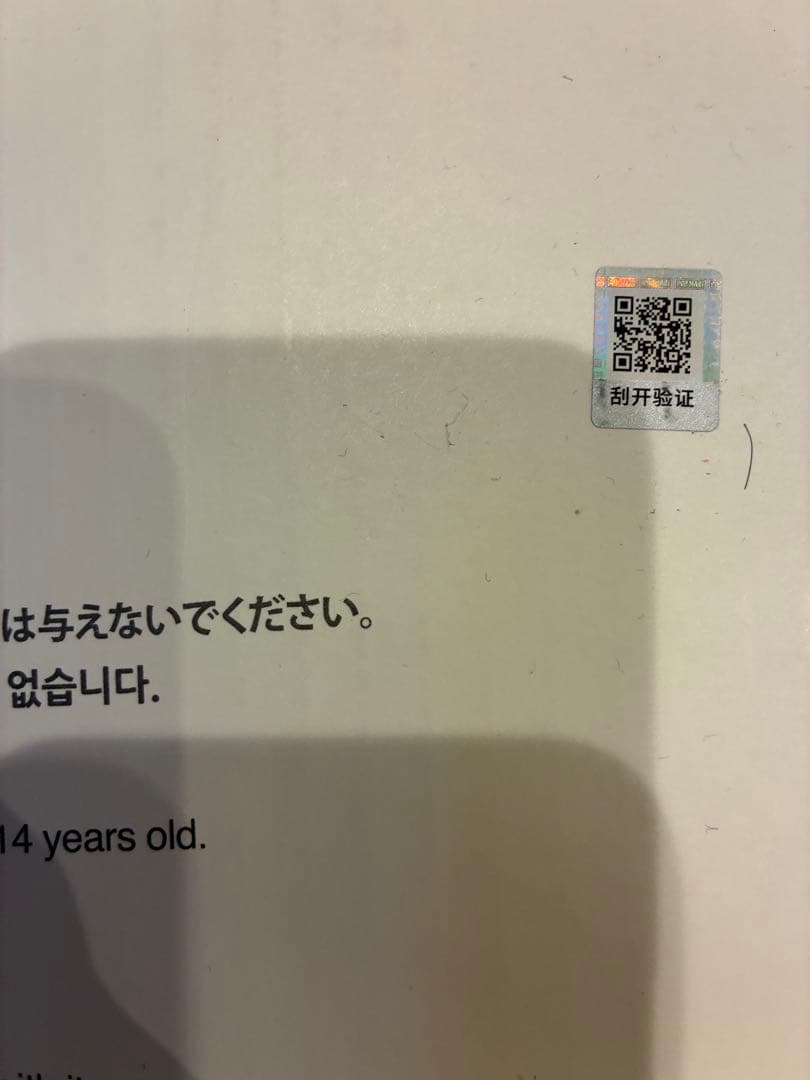 刮开验证
は与えないでください。
없습니다.
14 years old.